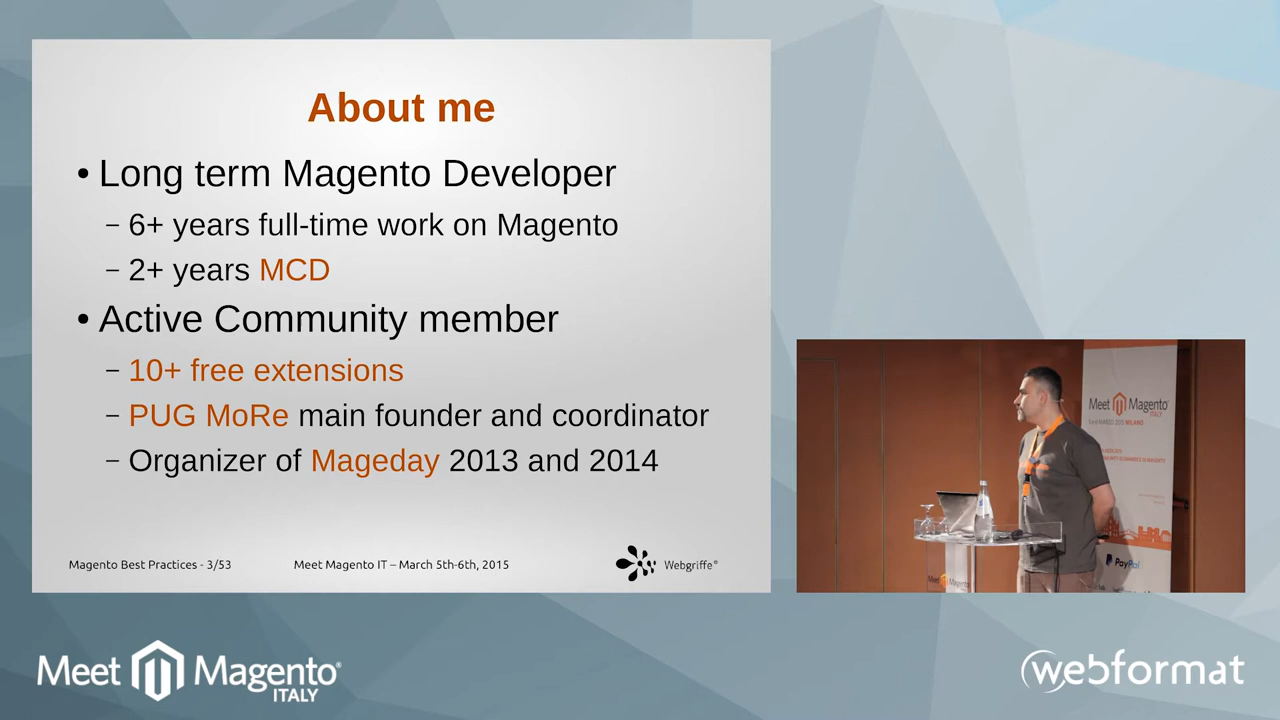 About me
• Long term Magento Developer
– 6+ years full-time work on Magento
– 2+ years MCD
• Active Community member
– 10+ free extensions
– PUG MoRe main founder and coordinator
– Organizer of Mageday 2013 and 2014
Magento Best Practices - 3/53
Meet Magento IT – March 5th-6th, 2015
Webgriffe®
Meet Magento
ITALY
MILANO
PayPal
Meet Magento®
ITALY
webformat